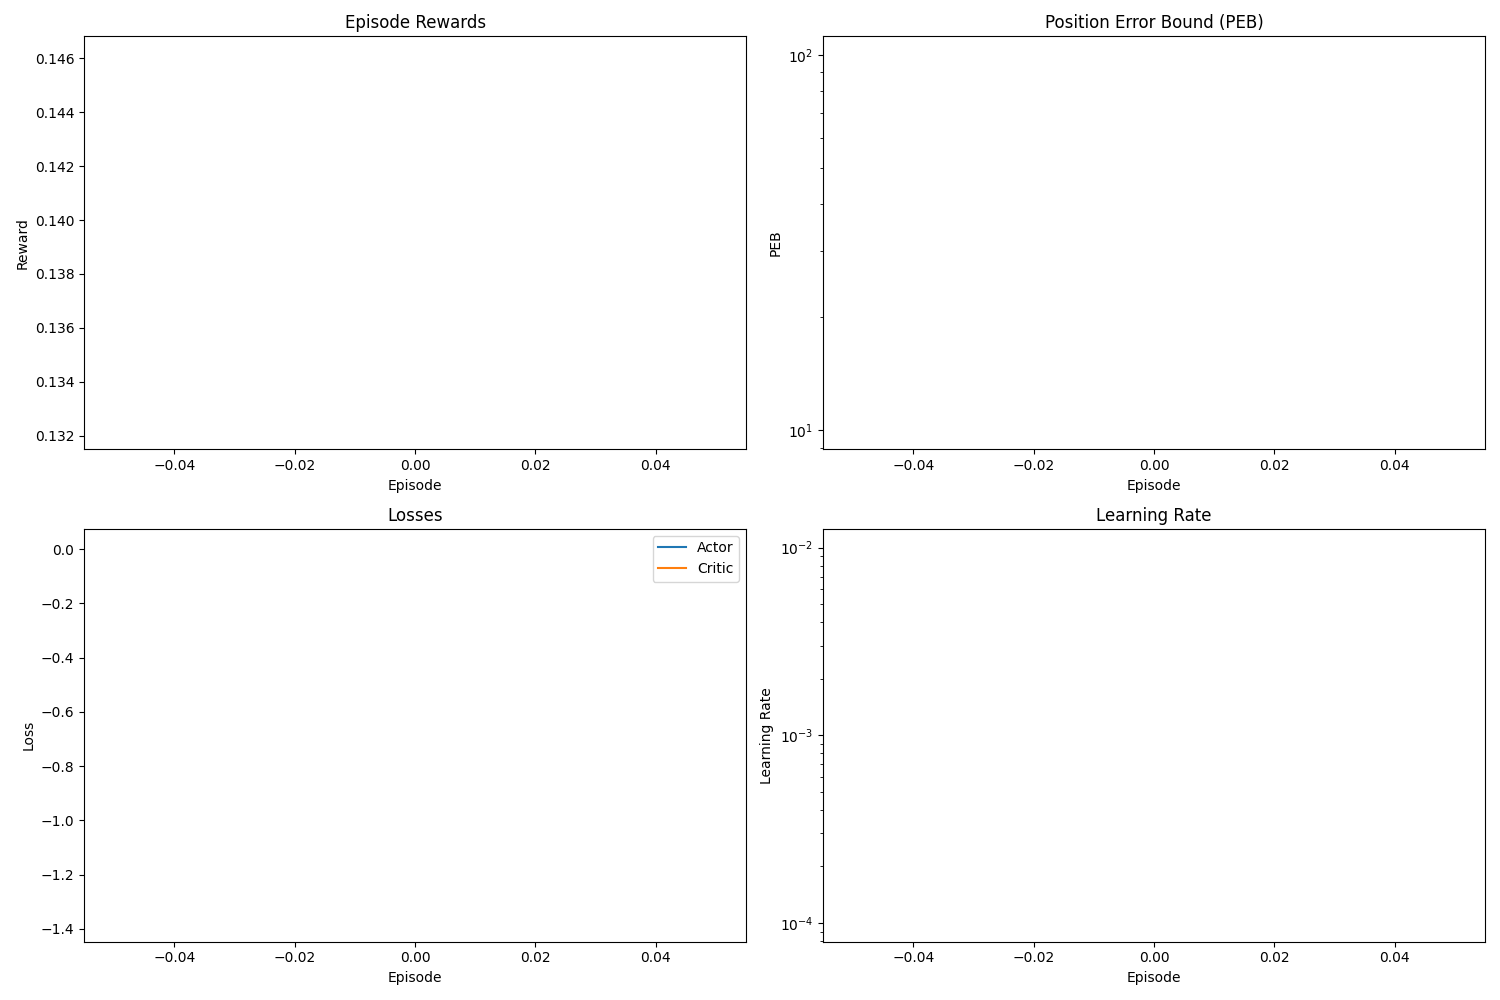 Episode Rewards
0.146
0.144
0.142
0.140
0.138
0.136
0.134
0.132
Reward
−0.04 −0.02 0.00 0.02 0.04
Episode
Position Error Bound (PEB)
10²
10¹
PEB
−0.04 −0.02 0.00 0.02 0.04
Episode
Losses
Actor
Critic
0.0
−0.2
−0.4
−0.6
−0.8
−1.0
−1.2
−1.4
Loss
−0.04 −0.02 0.00 0.02 0.04
Episode
Learning Rate
10⁻²
10⁻³
10⁻⁴
Learning Rate
−0.04 −0.02 0.00 0.02 0.04
Episode